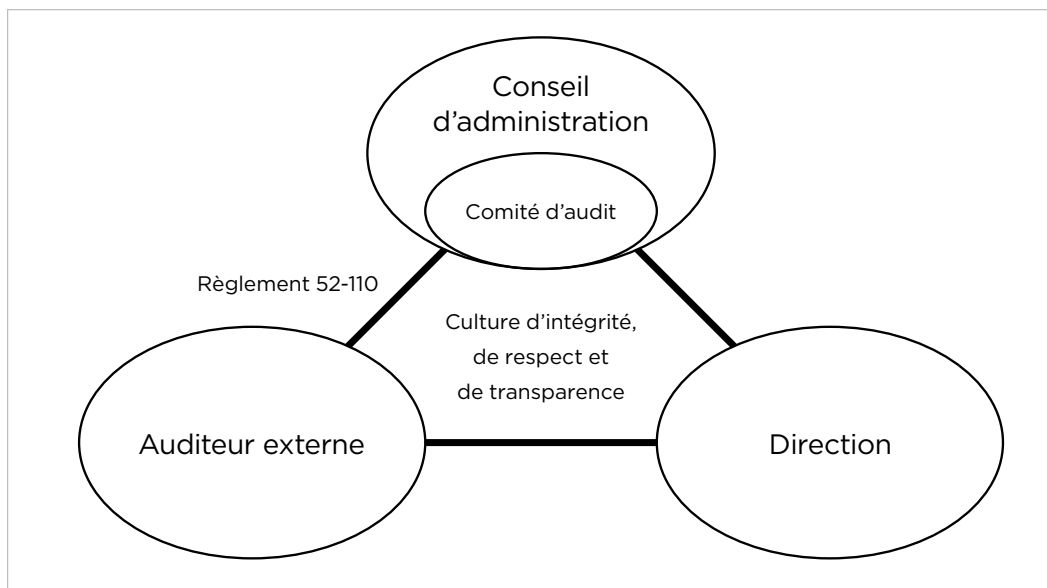 Conseil
d’administration
Comité d’audit
Règlement 52-110
Culture d’intégrité,
de respect et
de transparence
Auditeur externe
Direction